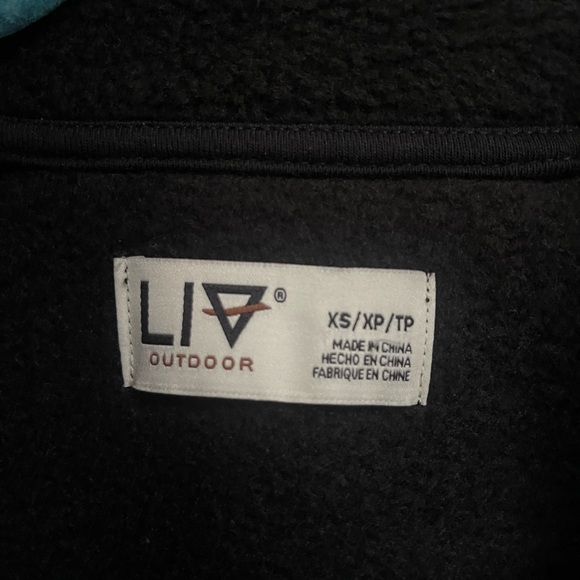 LIV®
OUTDOOR
XS/XP/TP
MADE IN CHINA
HECHO EN CHINA
FABRIQUE EN CHINE